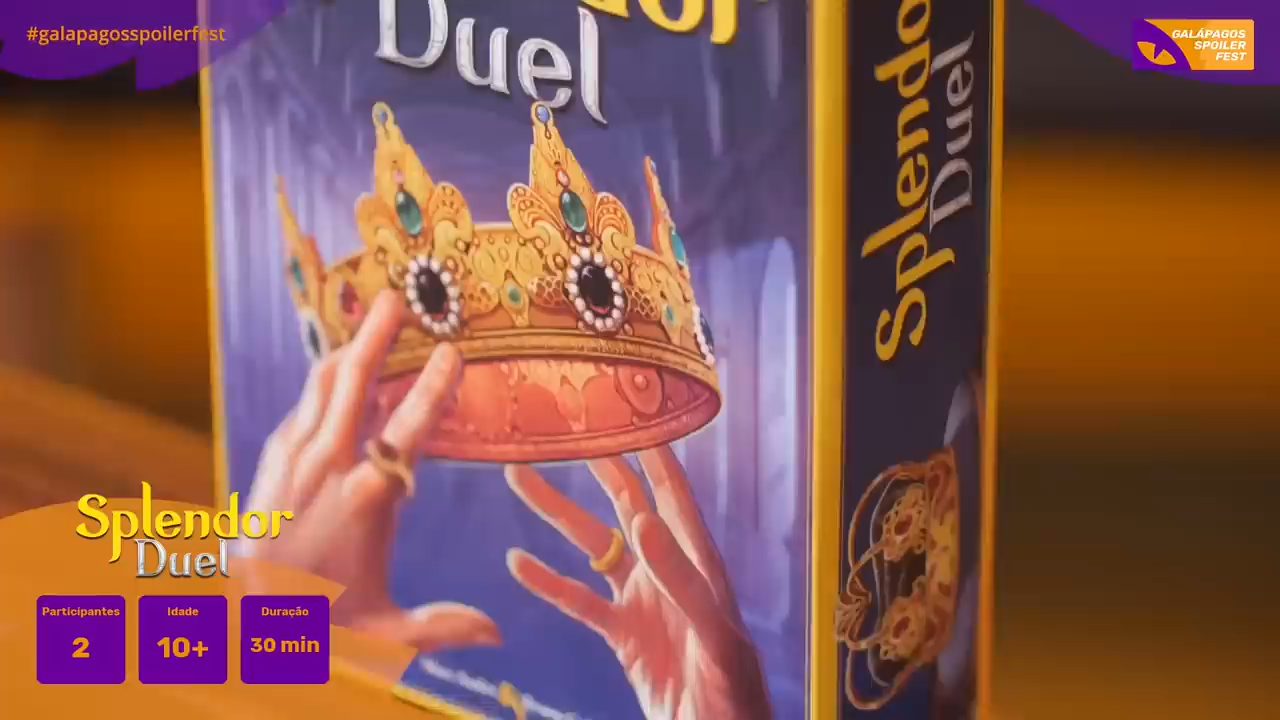 #galapagosspoilerfest
GALÁPAGOS
SPOILER
FEST
Duel
Splendor
Duel
Splendor
Duel
Participantes
2
Idade
10+
Duração
30 min